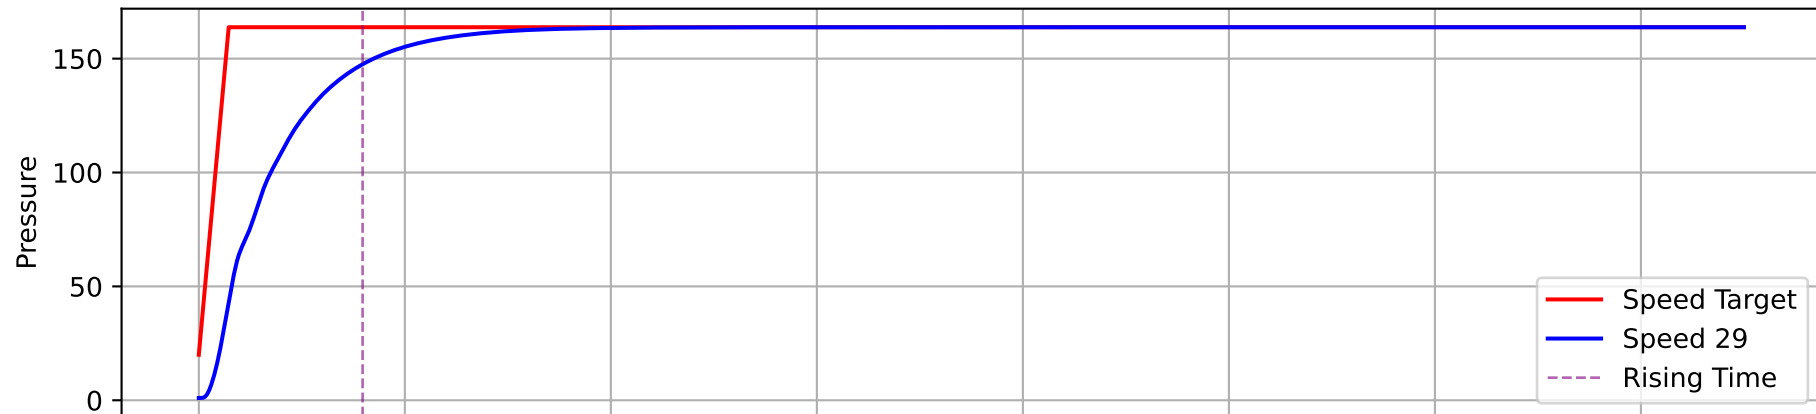 150
100
50
0
Pressure
Speed Target
Speed 29
Rising Time